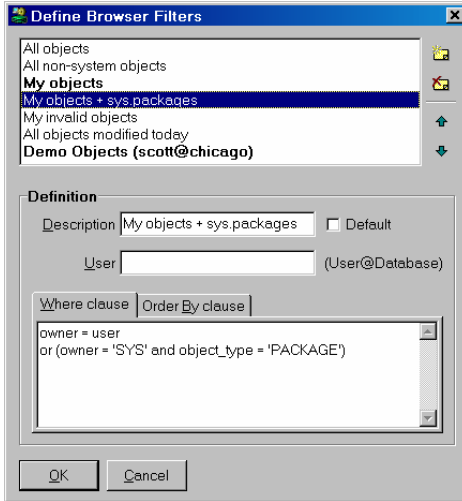 Define Browser Filters
All objects
All non-system objects
My objects
My objects + sys.packages
My invalid objects
All objects modified today
Demo Objects (scott@chicago)
Definition
Description My objects + sys.packages Default
User (User@Database)
Where clause Order By clause
owner = user
or (owner = 'SYS' and object_type = 'PACKAGE')
OK Cancel